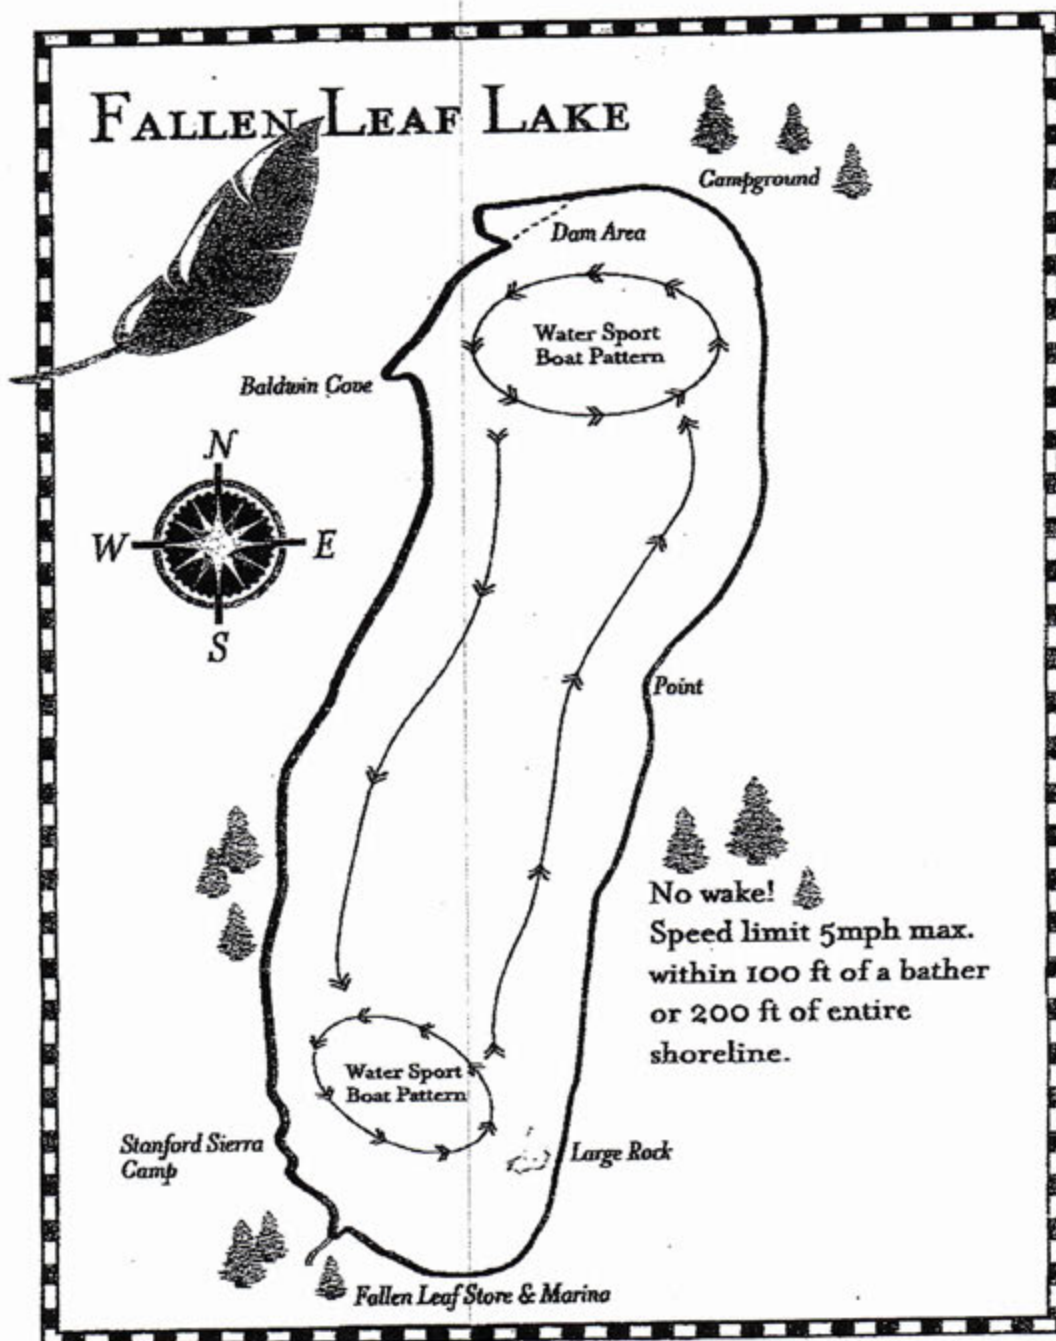 FALLEN LEAF LAKE
Campground
Dam Area
Water Sport
Boat Pattern
Baldwin Cove
N
W
E
S
Point
No wake!
Speed limit 5mph max.
within 100 ft of a bather
or 200 ft of entire
shoreline.
Water Sport
Boat Pattern
Stanford Sierra
Camp
Large Rock
Fallen Leaf Store & Marina